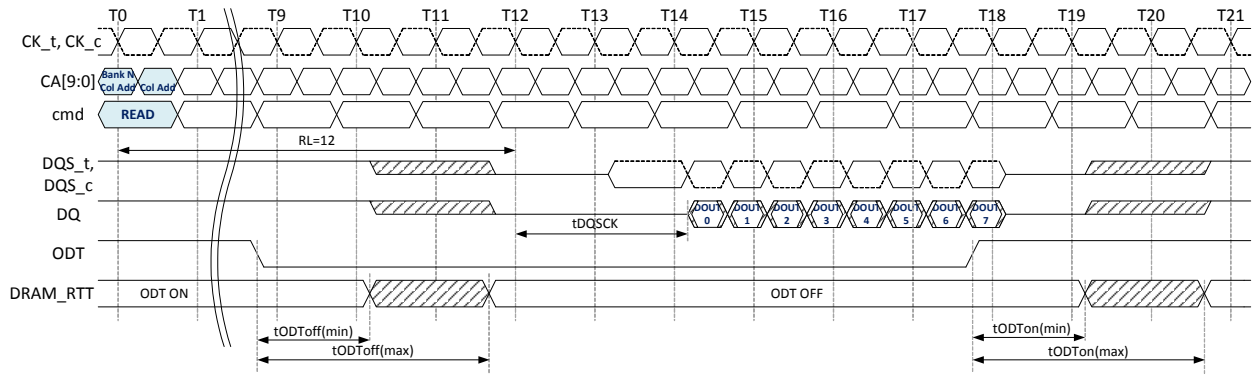 T0 T1 T9 T10 T11 T12 T13 T14 T15 T16 T17 T18 T19 T20 T21
CK_t, CK_c
CA[9:0]
Bank N
Col Add
Col Add
cmd
READ
RL=12
DQS_t,
DQS_c
DQ
DOUT DOUT DOUT DOUT DOUT DOUT DOUT DOUT
0 1 2 3 4 5 6 7
tDQSCK
ODT
DRAM_RTT
ODT ON
ODT OFF
tODToff(min)
tODToff(max)
tODTon(min)
tODTon(max)